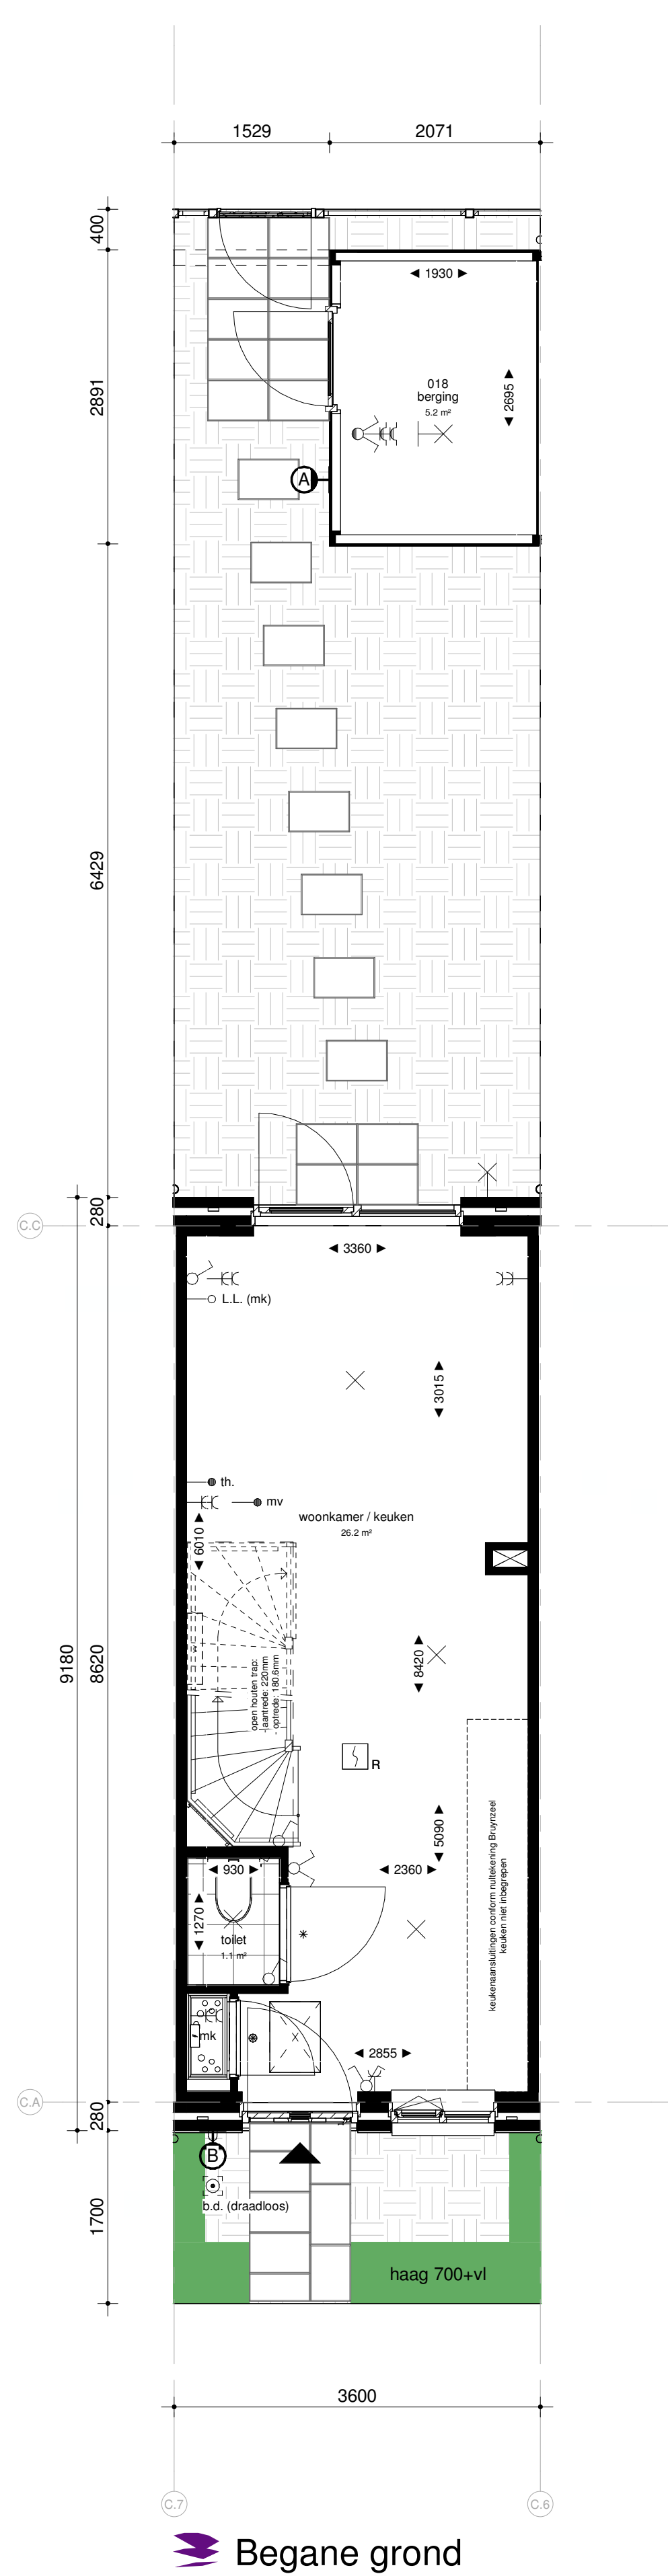 1529
2071
400
1930
2891
018
berging
5.2 m²
2695
A
6429
280
C.C
3360
L.L. (mk)
3015
th.
mv
woonkamer / keuken
26.2 m²
6010
9180
8620
8420
open houten trap:
- aantrede: 220mm
- optrede: 180.6mm
R
5090
930
2360
1270
toilet
1.1 m²
keukenaansluitingen conform nultekening Bruynzeel
keuken niet inbegrepen
mk
2855
C.A
280
B
b.d. (draadloos)
1700
haag 700+vl
3600
C.7
C.6
Begane grond